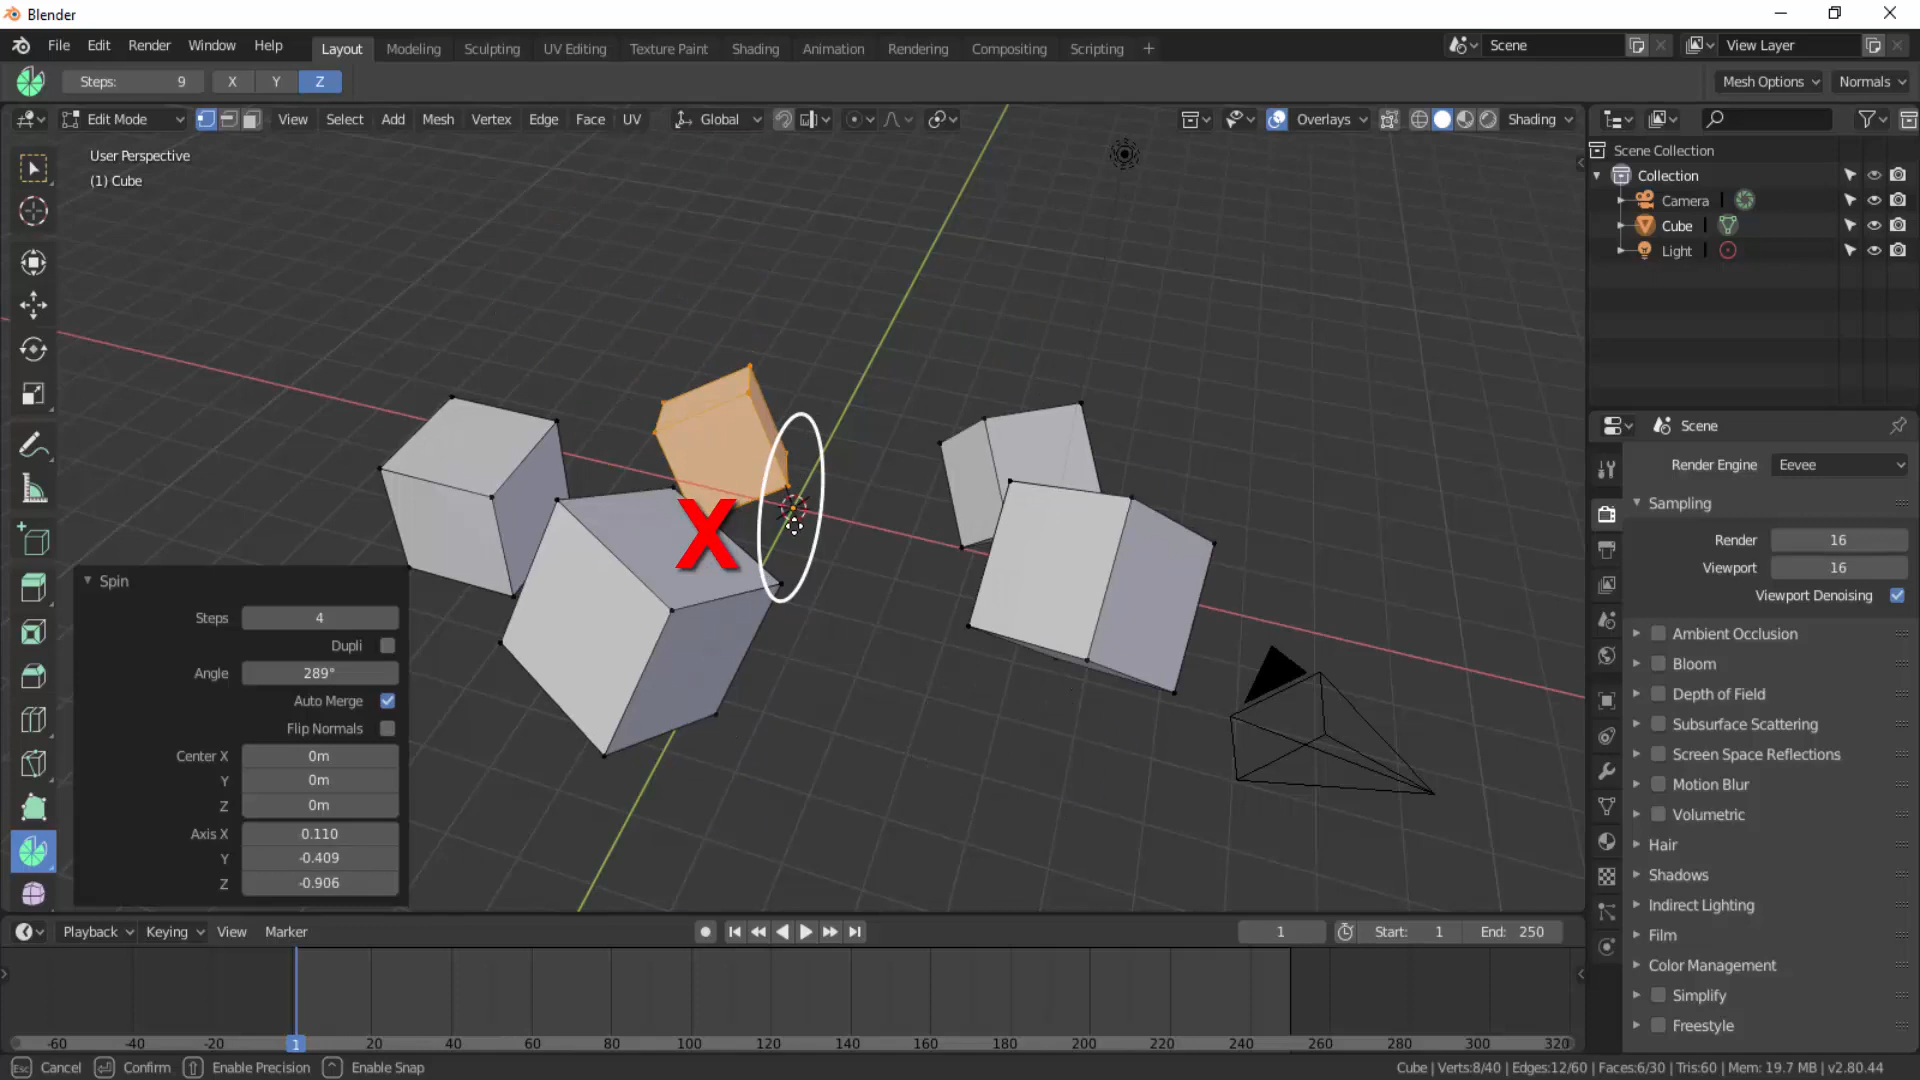 Blender
File Edit Render Window Help Layout Modeling Sculpting UV Editing Texture Paint Shading Animation Rendering Compositing Scripting + Scene View Layer
Steps: 9 X Y Z Mesh Options Normals
Edit Mode View Select Add Mesh Vertex Edge Face UV Global Overlays Shading
User Perspective
(1) Cube
Scene Collection
Collection
Camera
Cube
Light
Scene
Render Engine Eevee
Sampling
Render 16
Viewport 16
Viewport Denoising
Ambient Occlusion
Bloom
Depth of Field
Subsurface Scattering
Screen Space Reflections
Motion Blur
Volumetric
Hair
Shadows
Indirect Lighting
Film
Color Management
Simplify
Freestyle
X
Spin
Steps 4
Dupli
Angle 289°
Auto Merge
Flip Normals
Center X 0m
Y 0m
Z 0m
Axis X 0.110
Y -0.409
Z -0.906
Playback Keying View Marker 1 Start: 1 End: 250
-60 -40 -20 1 20 40 60 80 100 120 140 160 180 200 220 240 260 280 300 320
Esc Cancel Confirm Enable Precision Enable Snap Cube | Verts:8/40 | Edges:12/60 | Faces:6/30 | Tris:60 | Mem: 19.7 MB | v2.80.44